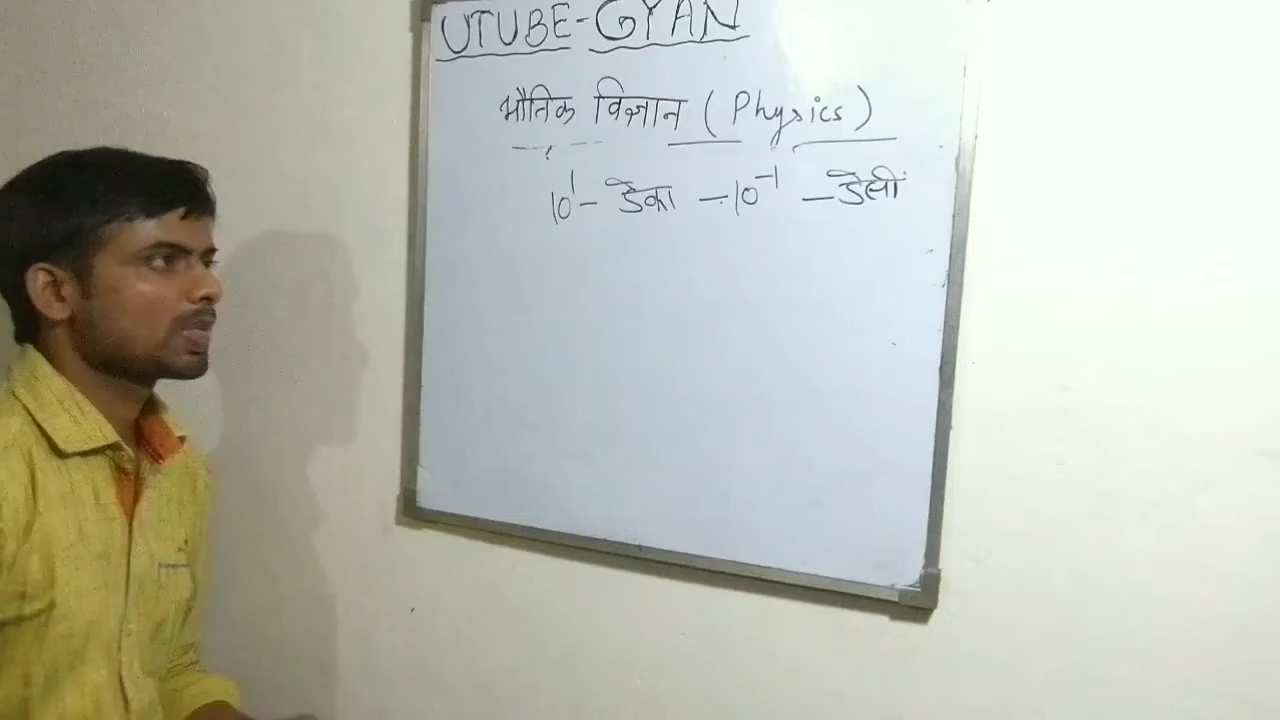 UTUBE-GYAN
भौतिक विज्ञान (Physics)
10¹- डेका -10⁻¹ -डेसी